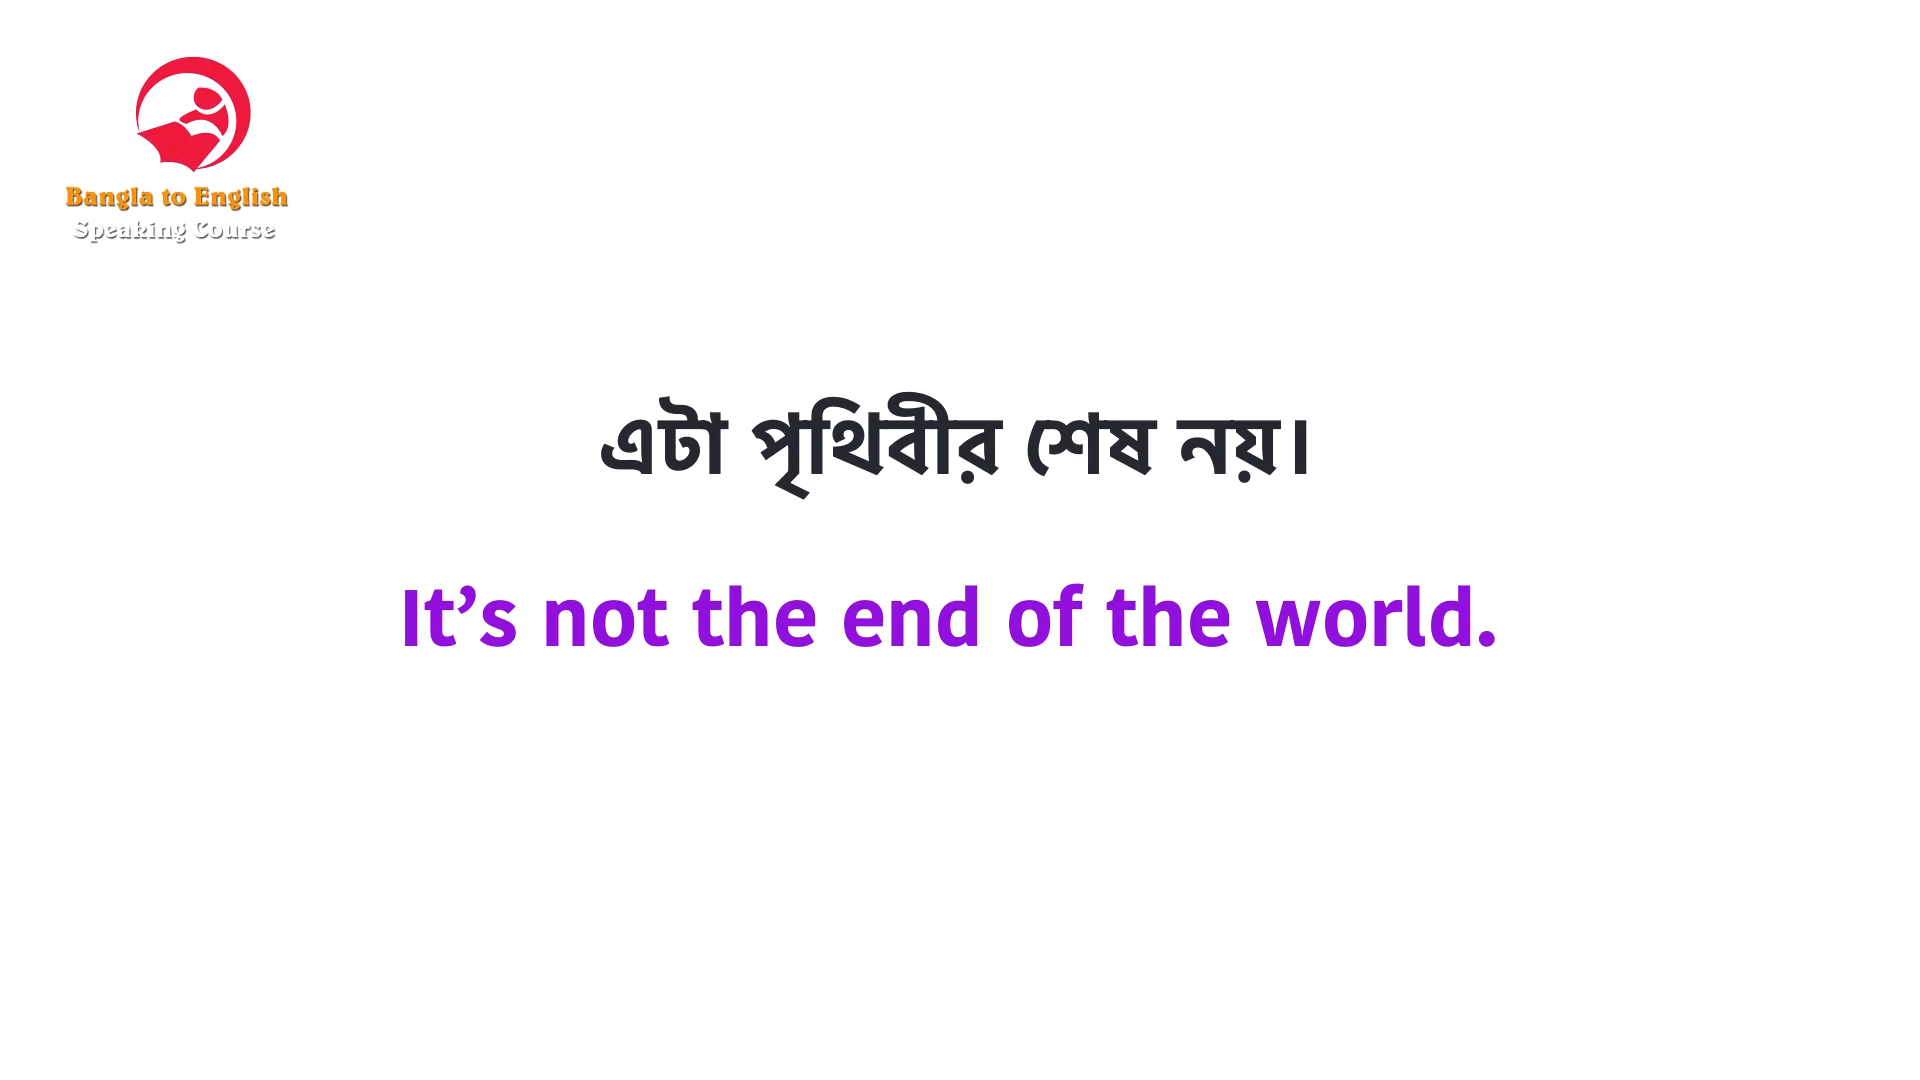 Bangla to English
Speaking Course
এটা পৃথিবীর শেষ নয়।
It’s not the end of the world.